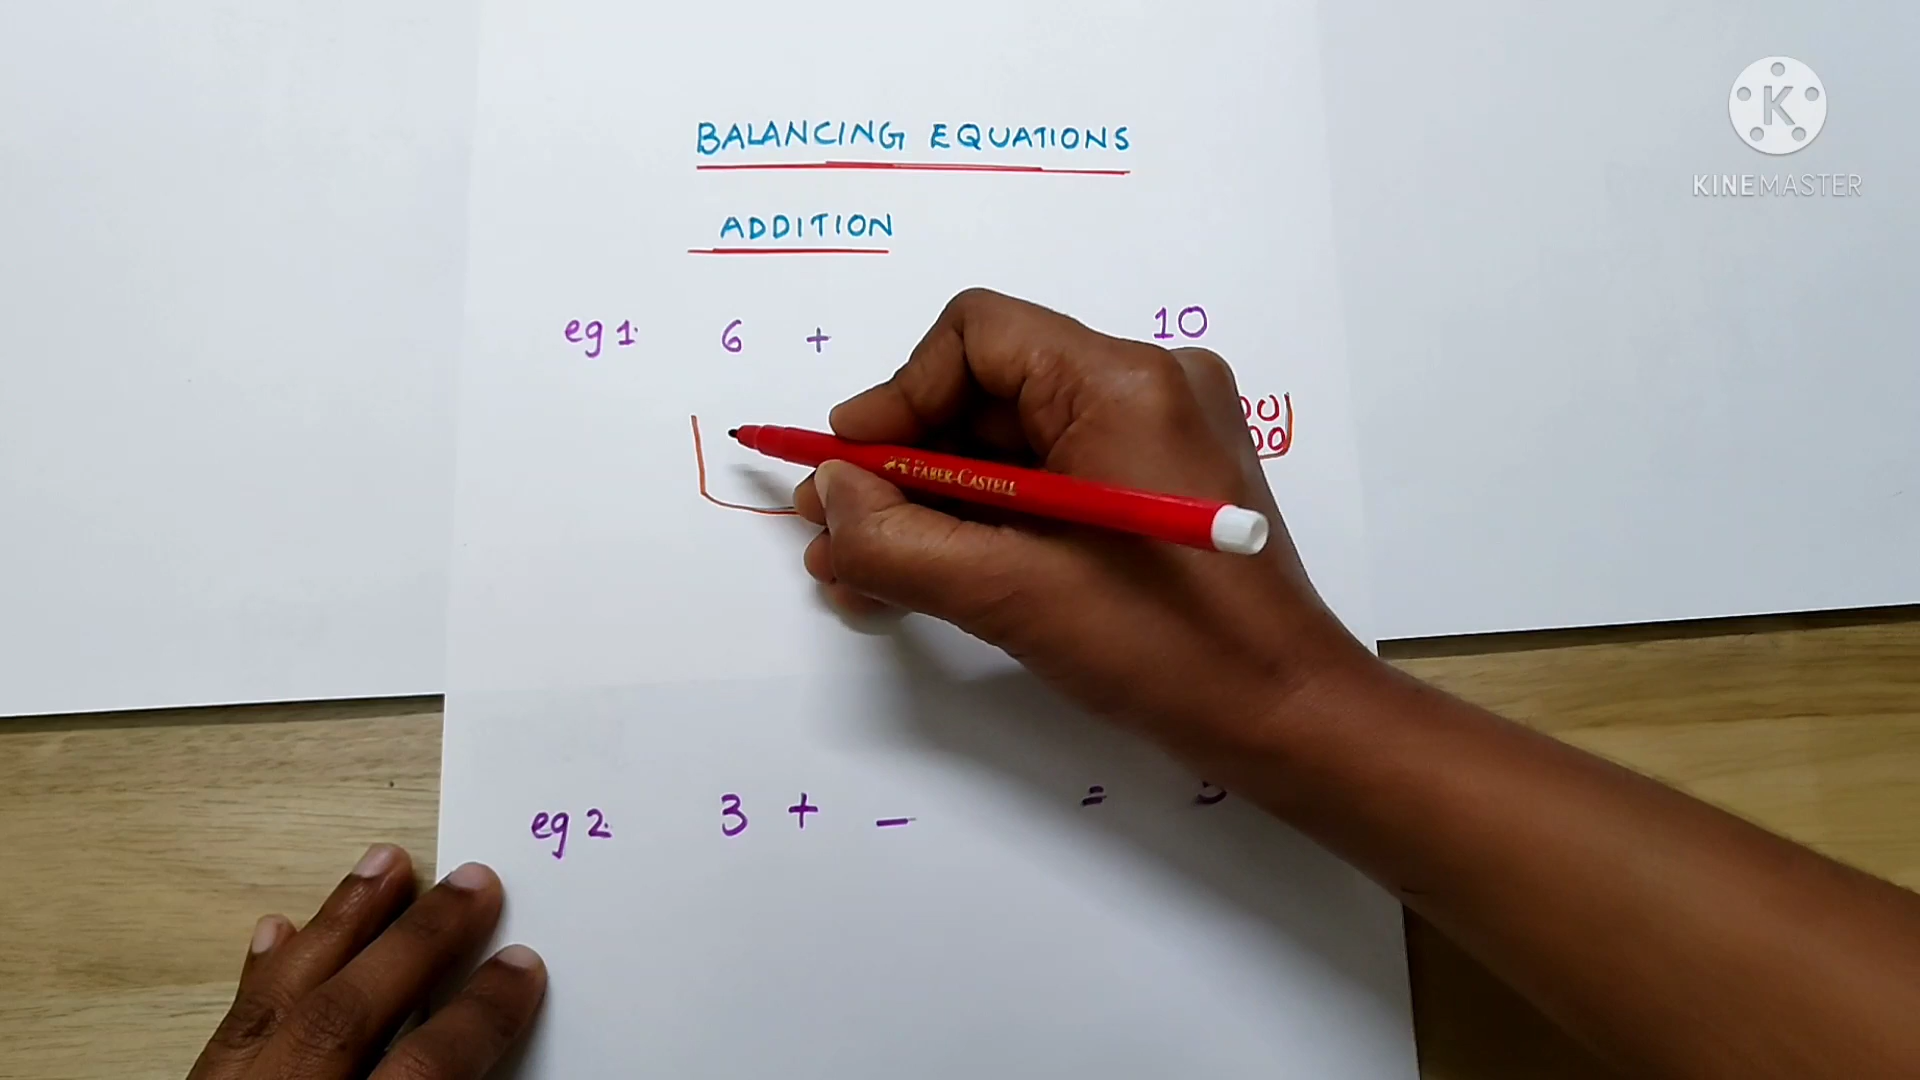 BALANCING EQUATIONS
ADDITION
eg 1. 6 + 10
FABER-CASTELL
eg 2. 3 + _ =
K
KINEMASTER